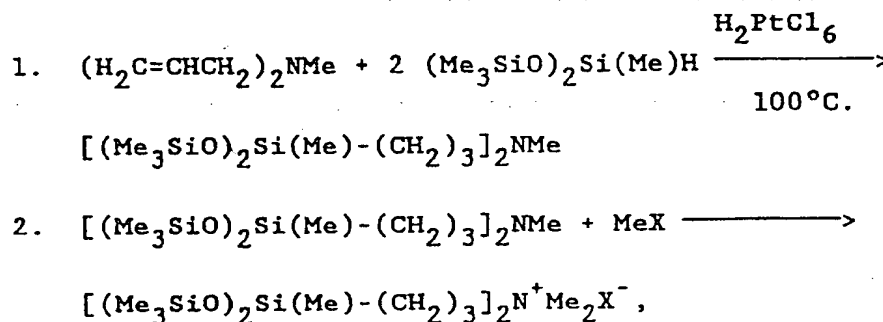 H₂PtCl₆
1. (H₂C=CHCH₂)₂NMe + 2 (Me₃SiO)₂Si(Me)H ⟶
100°C.
[(Me₃SiO)₂Si(Me)-(CH₂)₃]₂NMe
2. [(Me₃SiO)₂Si(Me)-(CH₂)₃]₂NMe + MeX ⟶
[(Me₃SiO)₂Si(Me)-(CH₂)₃]₂N⁺Me₂X⁻,